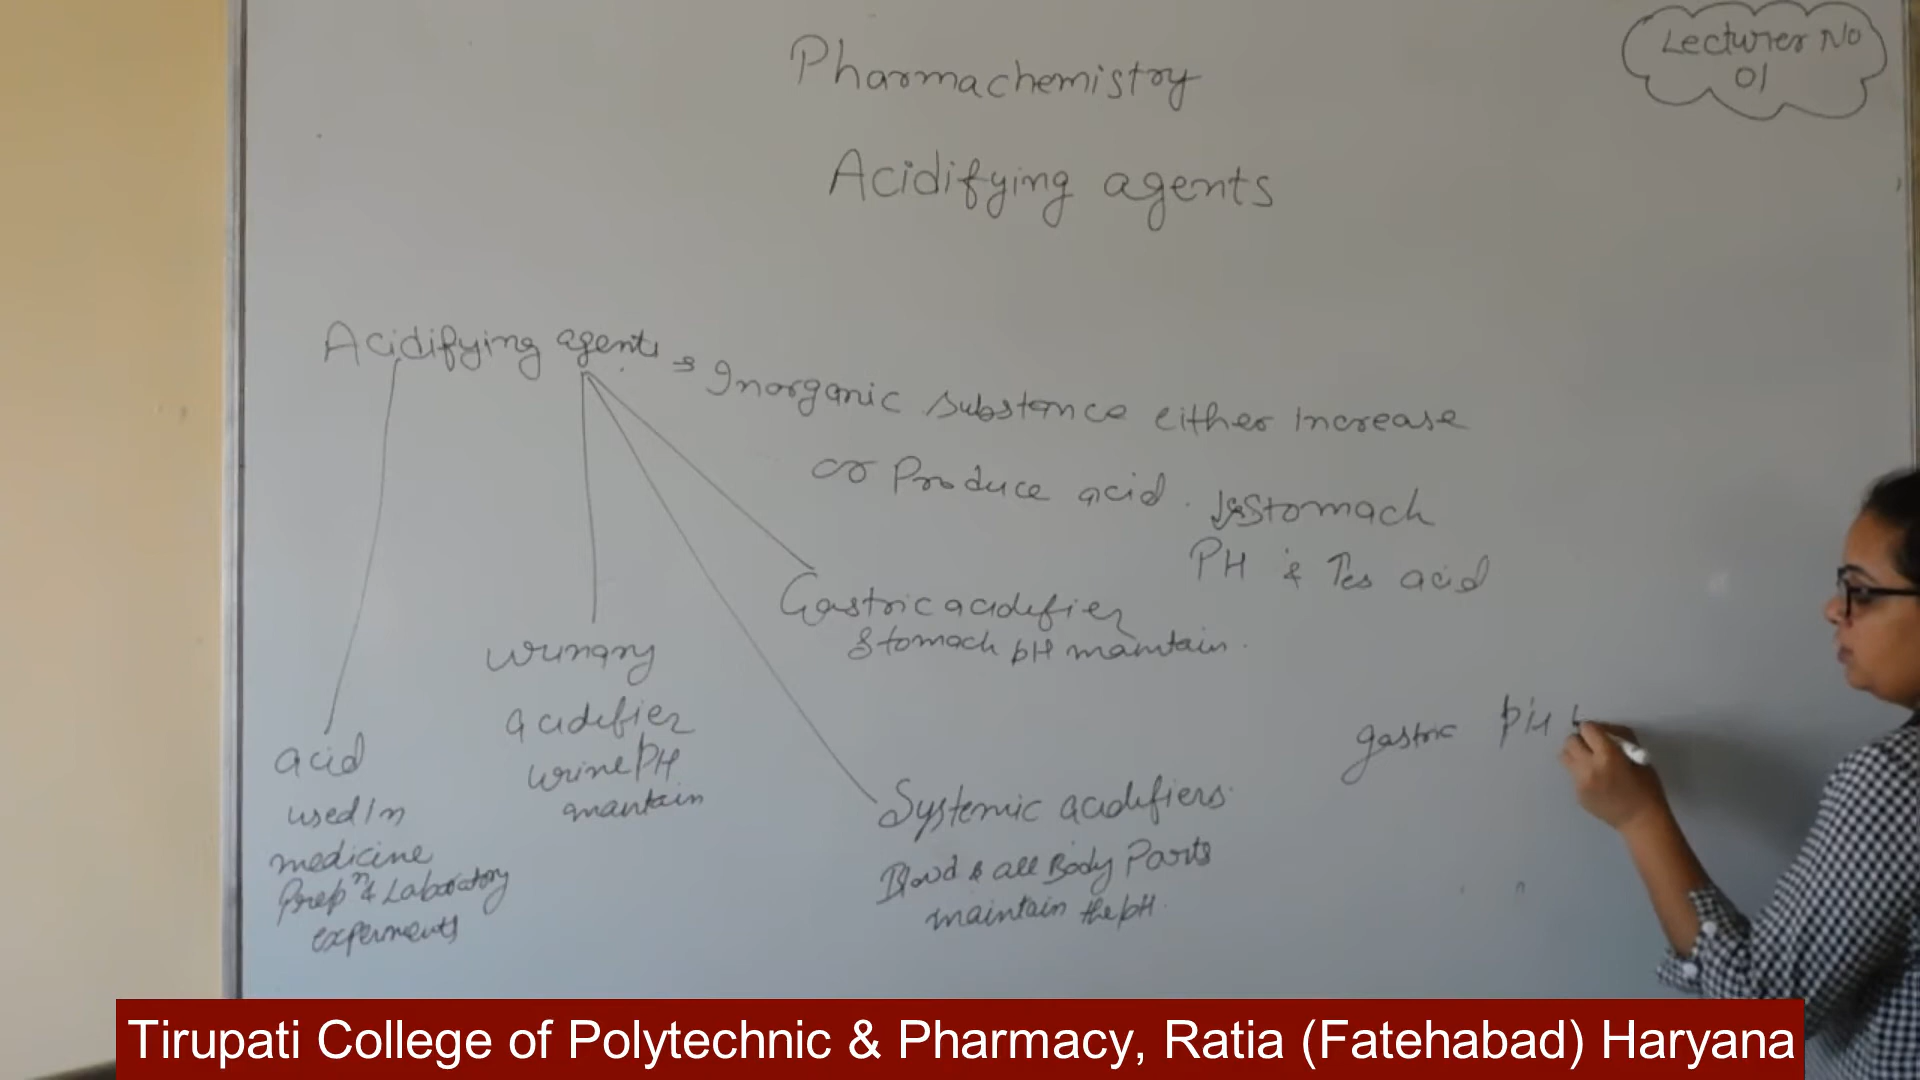 Lecturer No
01
Pharmachemistry
Acidifying agents
Acidifying agents Inorganic substance either increase
or Produce acid. ↓es Stomach
PH & ↑es acid
Gastric acidifier
Stomach pH maintain.
urinary
acidifier
urine PH
maintain
acid
used in
medicine
Prepⁿ & Laboratory
experiments
Systemic acidifiers.
Blood & all Body Parts
maintain the pH.
gastric pH
Tirupati College of Polytechnic & Pharmacy, Ratia (Fatehabad) Haryana